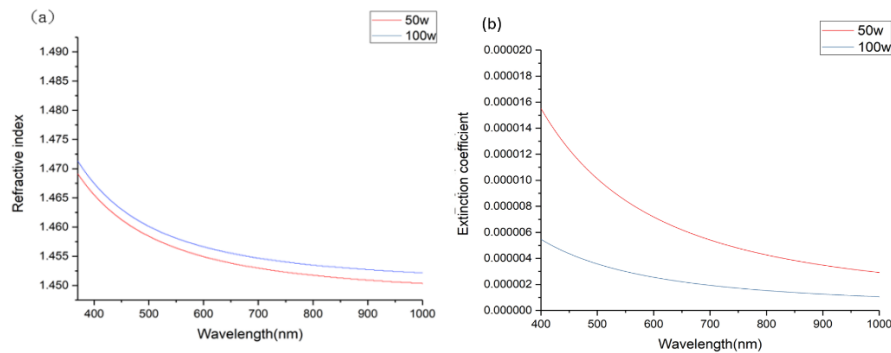 (a)
50w
100w
1.490
1.485
1.480
1.475
1.470
1.465
1.460
1.455
1.450
Refractive index
400 500 600 700 800 900 1000
Wavelength(nm)
(b)
50w
100w
0.000020
0.000018
0.000016
0.000014
0.000012
0.000010
0.000008
0.000006
0.000004
0.000002
0.000000
Extinction coefficient
400 500 600 700 800 900 1000
Wavelength(nm)